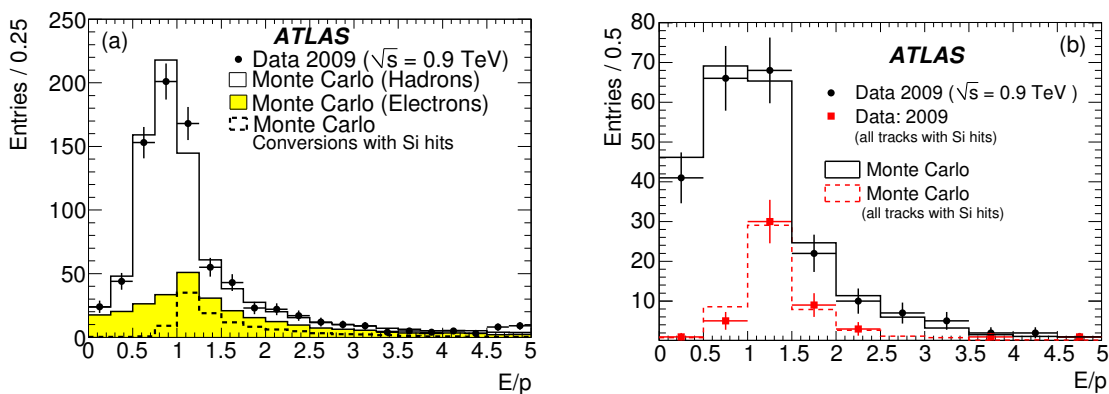 Entries / 0.25
250
200
150
100
50
0
(a)
ATLAS
Data 2009 (√s = 0.9 TeV)
Monte Carlo (Hadrons)
Monte Carlo (Electrons)
Monte Carlo
Conversions with Si hits
0 0.5 1 1.5 2 2.5 3 3.5 4 4.5 5
E/p
Entries / 0.5
80
70
60
50
40
30
20
10
(b)
ATLAS
Data 2009 (√s = 0.9 TeV )
Data: 2009
(all tracks with Si hits)
Monte Carlo
Monte Carlo
(all tracks with Si hits)
0 0.5 1 1.5 2 2.5 3 3.5 4 4.5 5
E/p